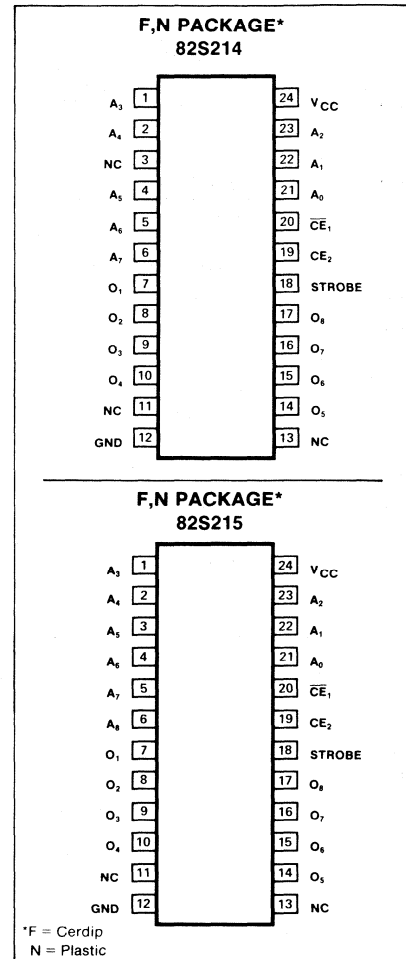 F,N PACKAGE*
82S214
A₃ 1 24 VCC
A₄ 2 23 A₂
NC 3 22 A₁
A₅ 4 21 A₀
A₆ 5 20 C̅E̅₁
A₇ 6 19 CE₂
O₁ 7 18 STROBE
O₂ 8 17 O₈
O₃ 9 16 O₇
O₄ 10 15 O₆
NC 11 14 O₅
GND 12 13 NC
F,N PACKAGE*
82S215
A₃ 1 24 VCC
A₄ 2 23 A₂
A₅ 3 22 A₁
A₆ 4 21 A₀
A₇ 5 20 C̅E̅₁
A₈ 6 19 CE₂
O₁ 7 18 STROBE
O₂ 8 17 O₈
O₃ 9 16 O₇
O₄ 10 15 O₆
NC 11 14 O₅
GND 12 13 NC
*F = Cerdip
N = Plastic